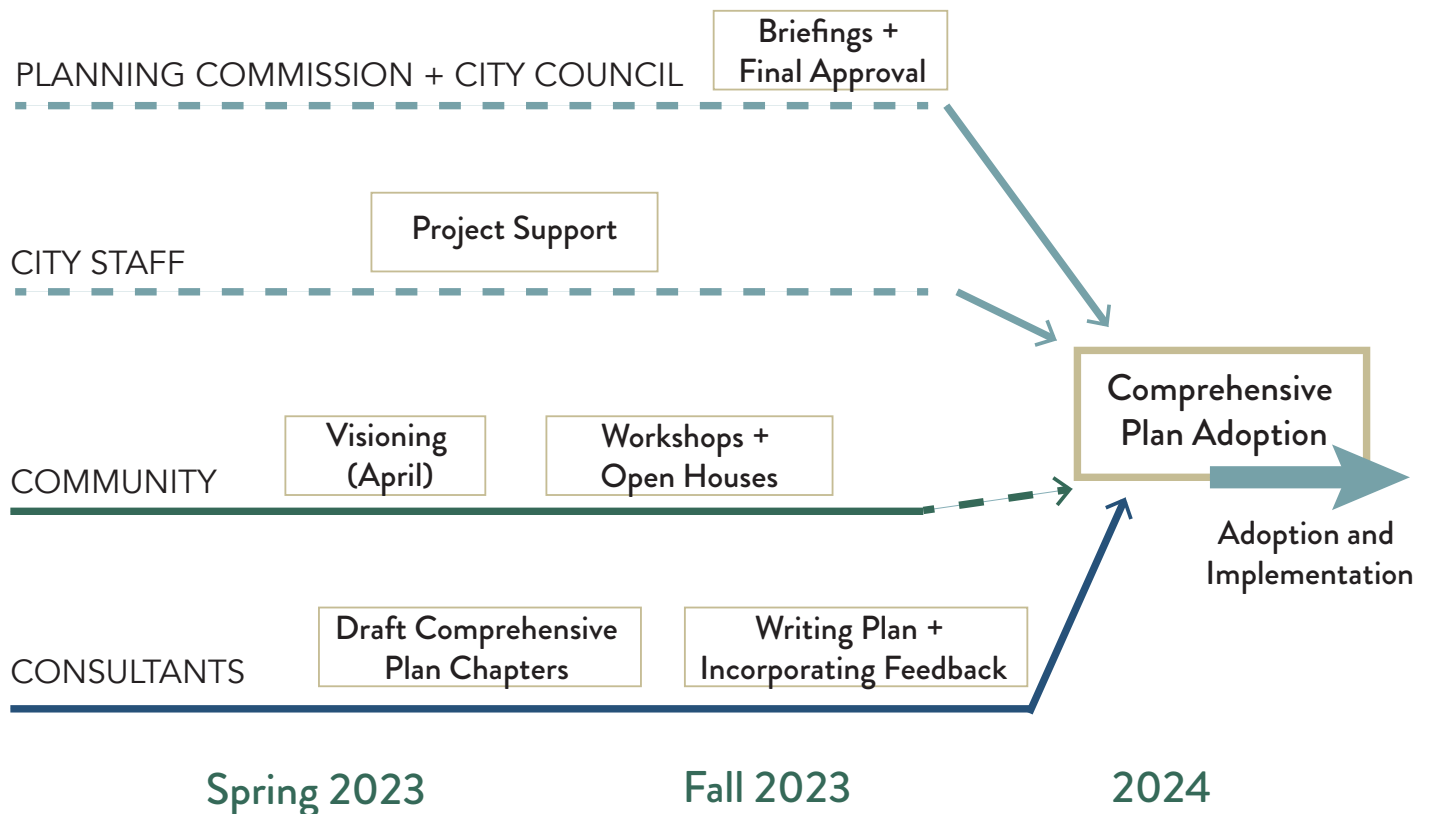 Briefings +
Final Approval
PLANNING COMMISSION + CITY COUNCIL
Project Support
CITY STAFF
Comprehensive
Plan Adoption
Visioning
(April)
Workshops +
Open Houses
COMMUNITY
Adoption and
Implementation
Draft Comprehensive
Plan Chapters
Writing Plan +
Incorporating Feedback
CONSULTANTS
Spring 2023
Fall 2023
2024